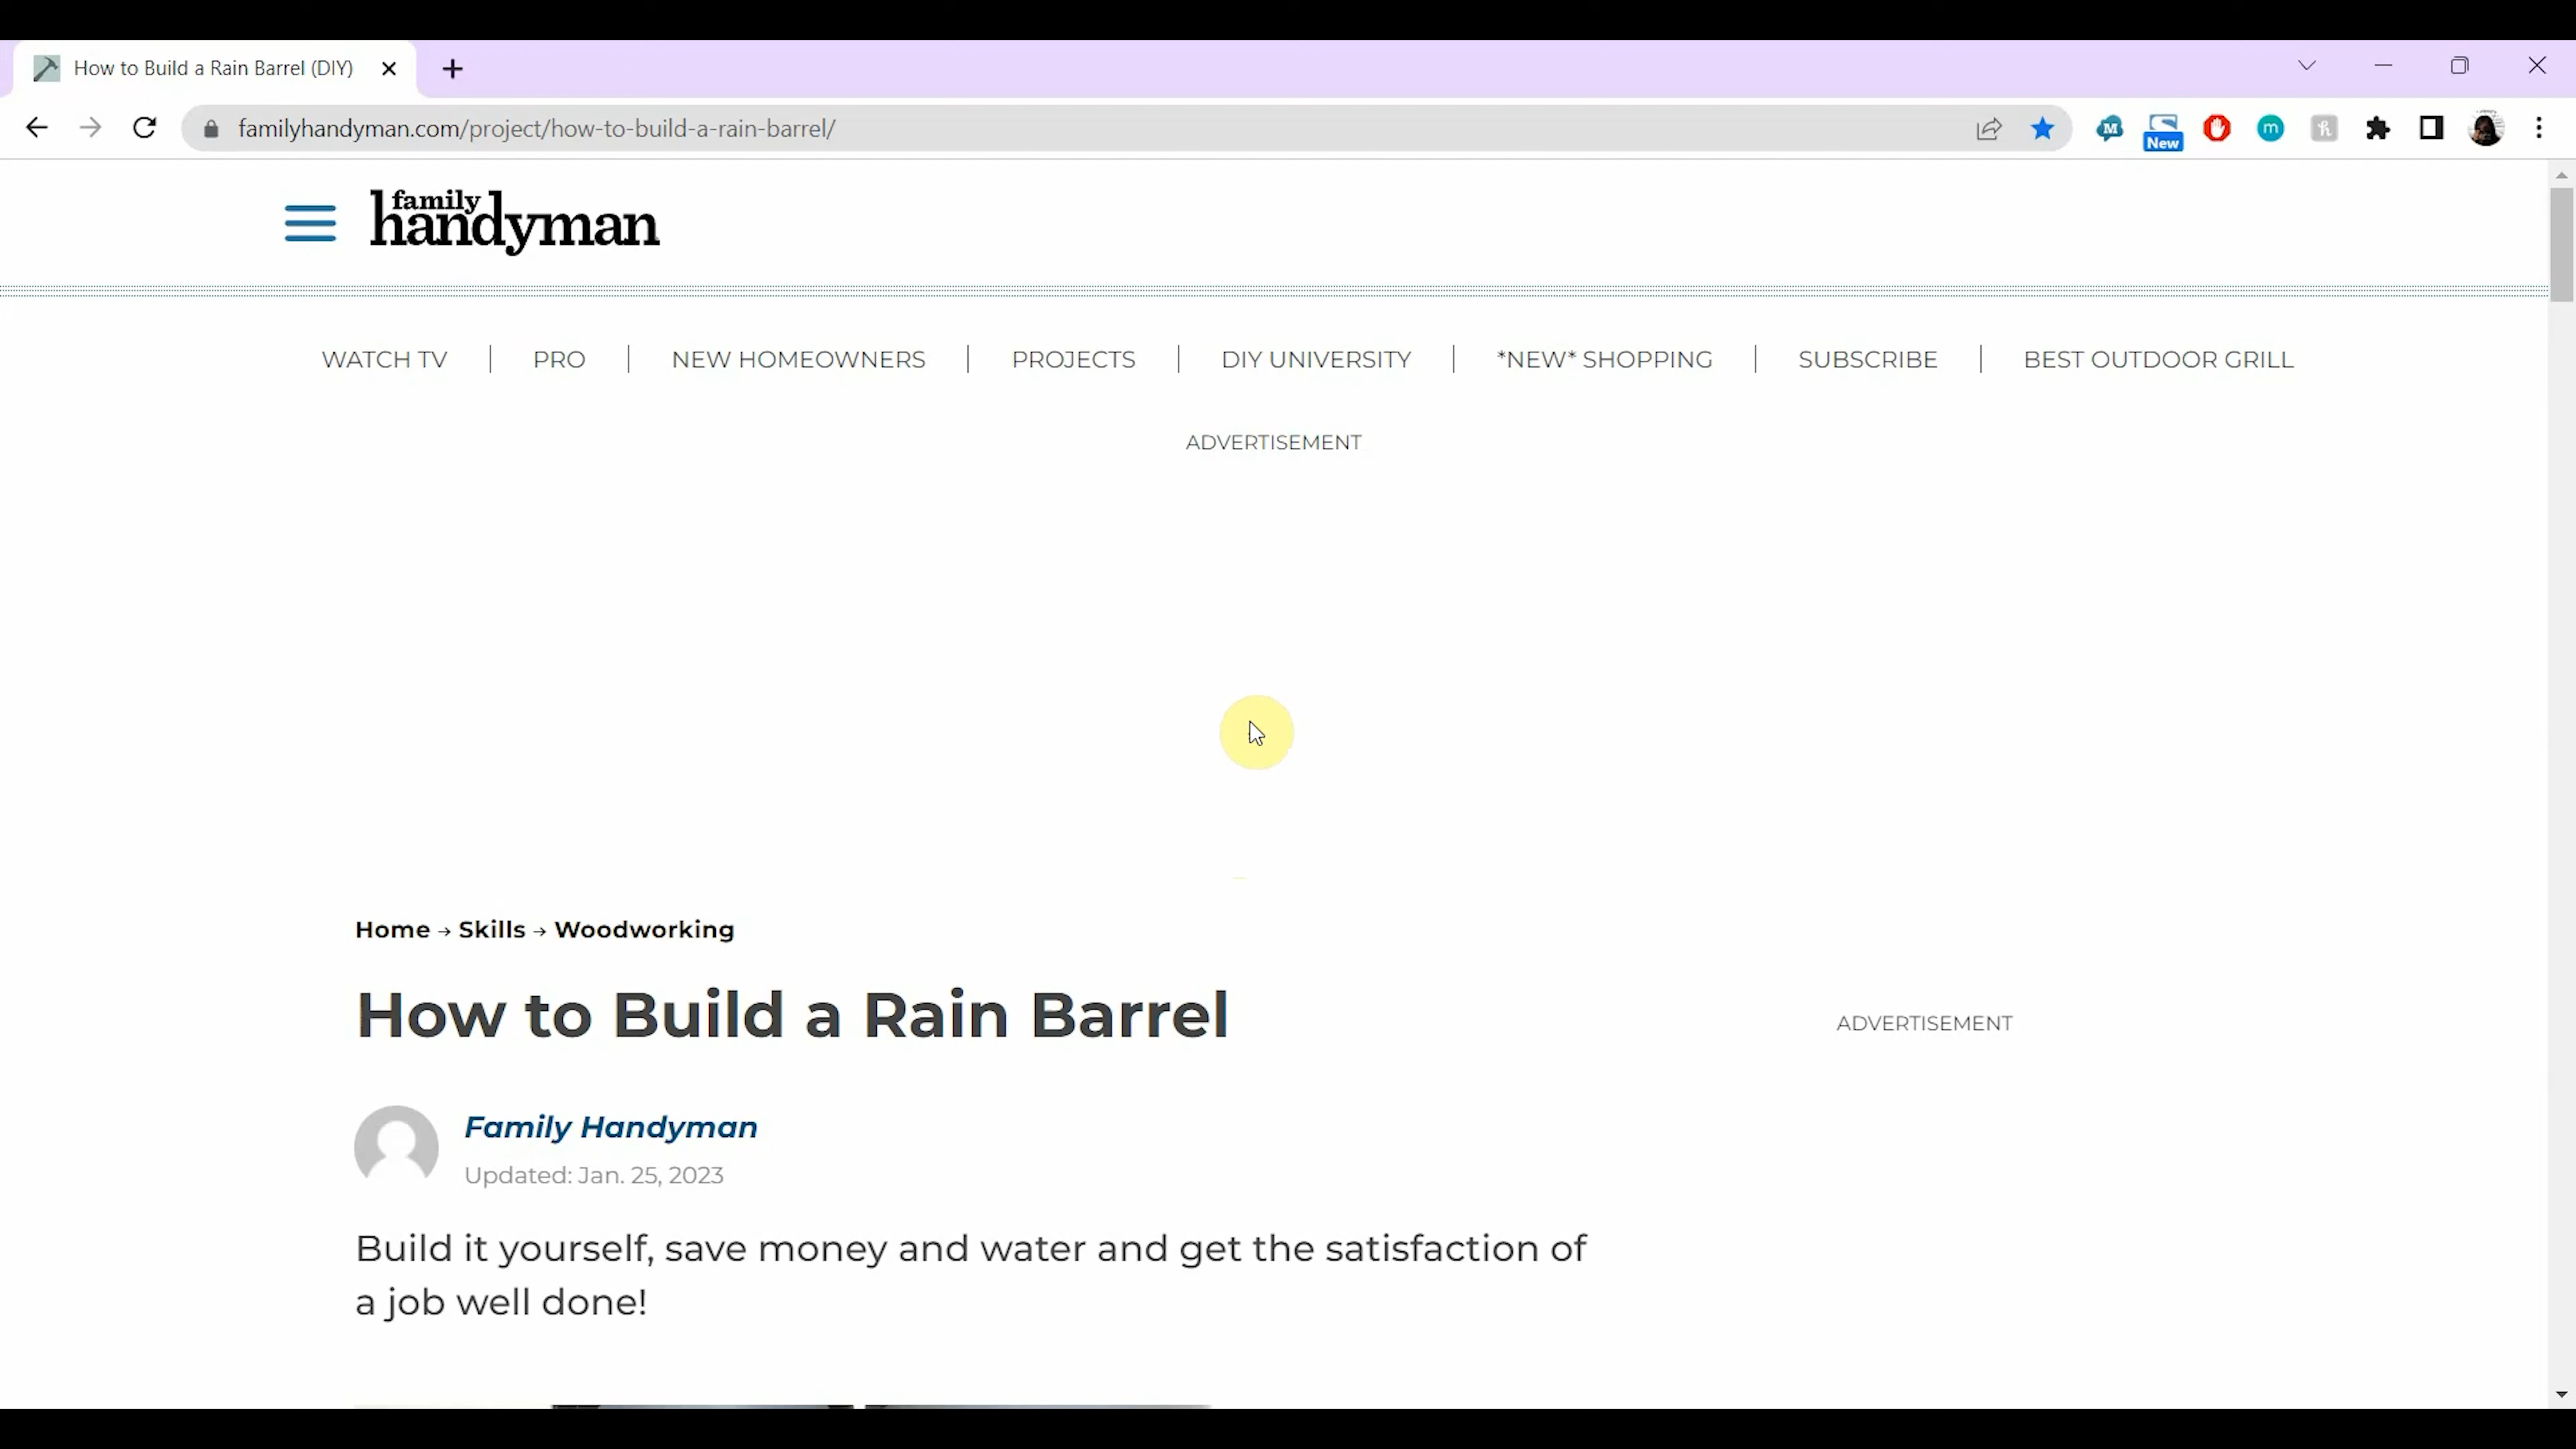 How to Build a Rain Barrel (DIY)
familyhandyman.com/project/how-to-build-a-rain-barrel/
M
New
m
h
family
handyman
WATCH TV | PRO | NEW HOMEOWNERS | PROJECTS | DIY UNIVERSITY | *NEW* SHOPPING | SUBSCRIBE | BEST OUTDOOR GRILL
ADVERTISEMENT
Home → Skills → Woodworking
How to Build a Rain Barrel
ADVERTISEMENT
Family Handyman
Updated: Jan. 25, 2023
Build it yourself, save money and water and get the satisfaction of
a job well done!